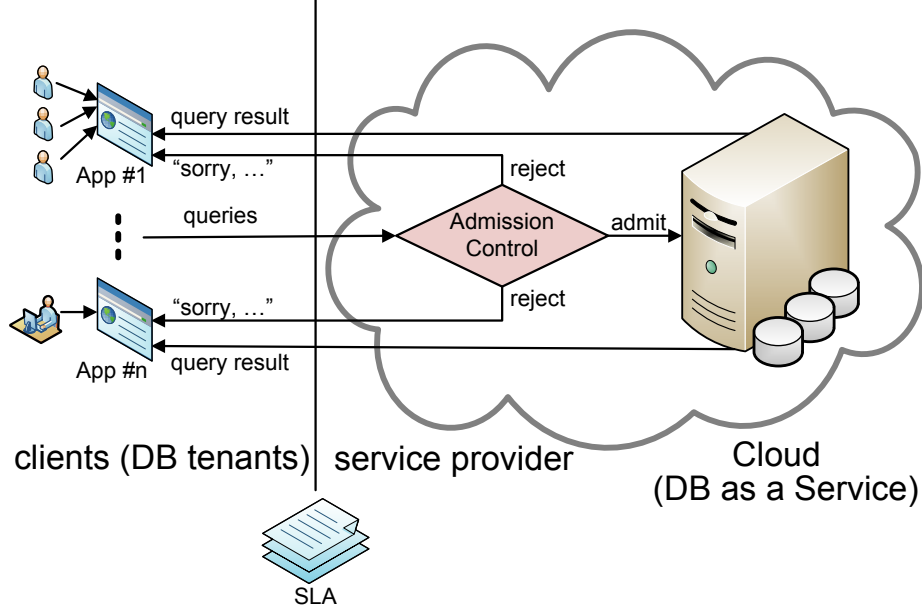 query result
App #1
“sorry, …”
reject
queries
Admission
Control
admit
reject
“sorry, …”
App #n
query result
clients (DB tenants)
service provider
Cloud
(DB as a Service)
SLA